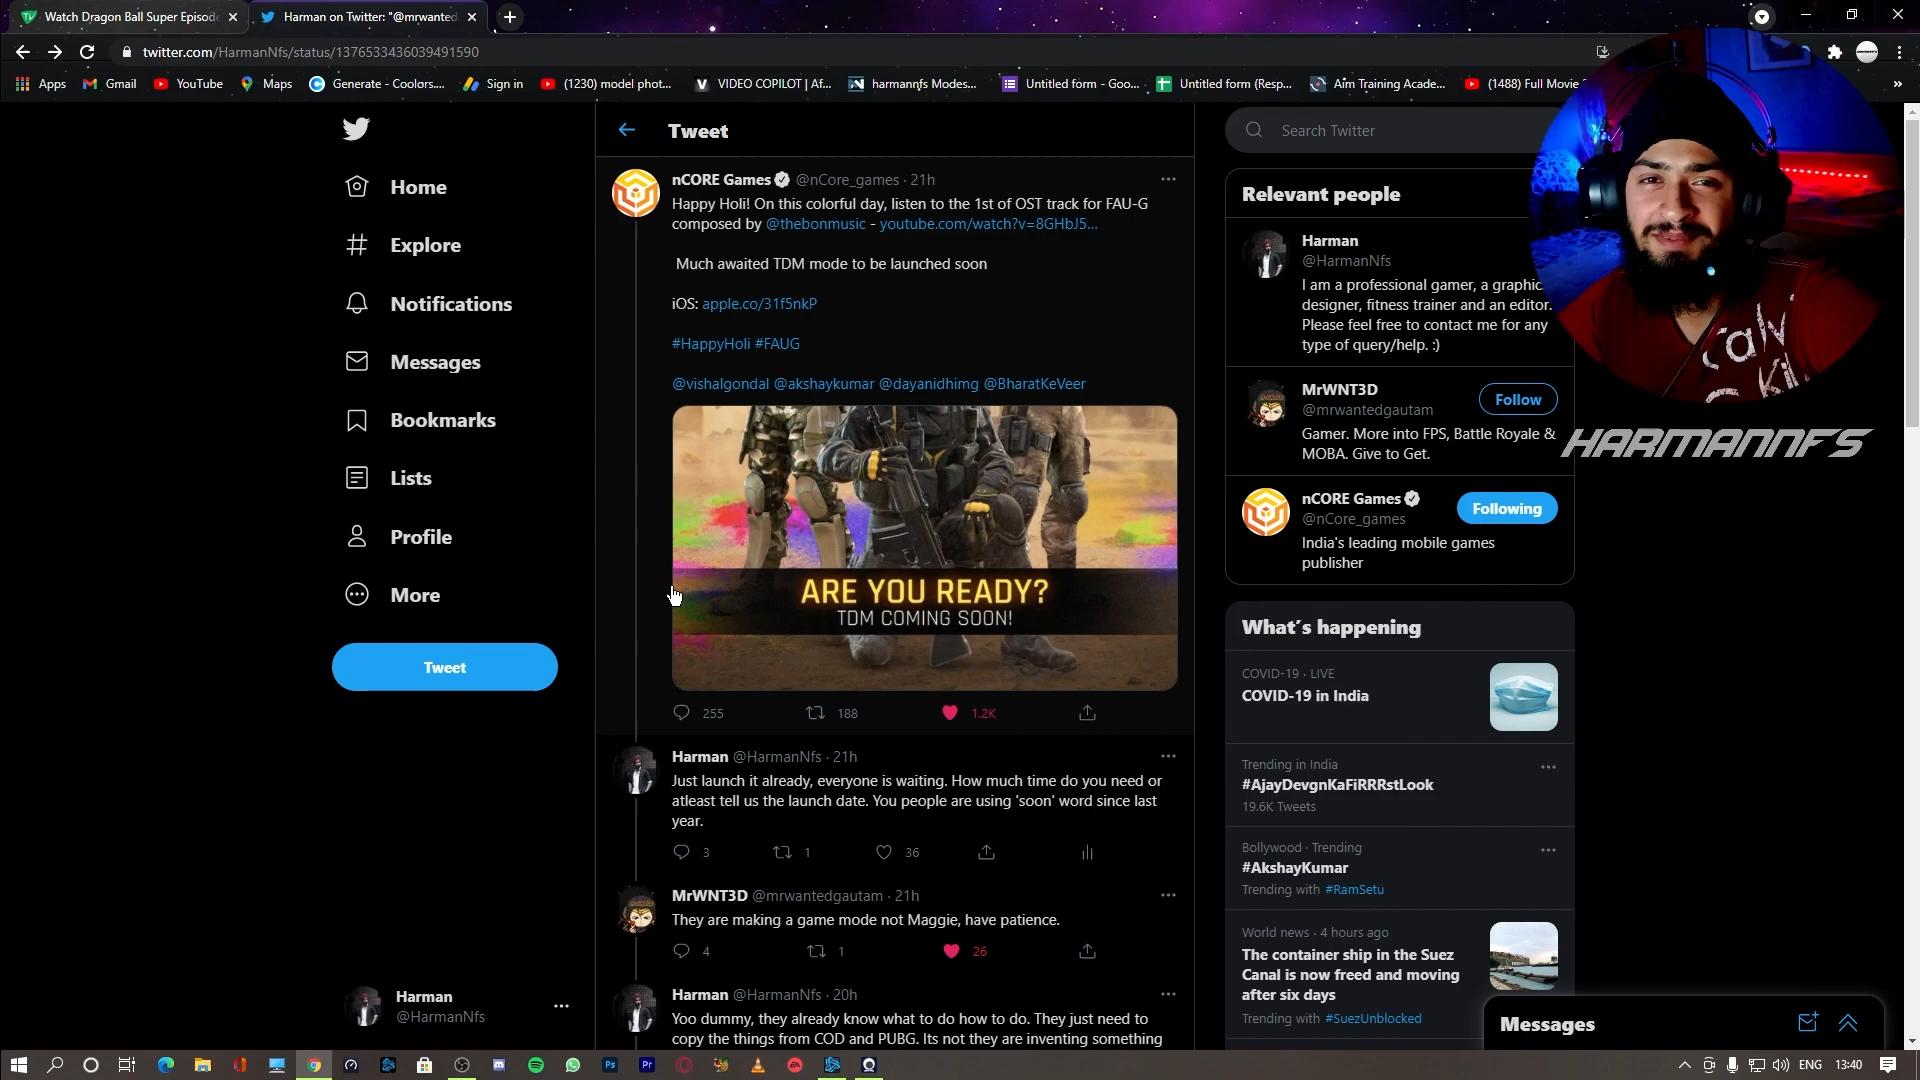 Watch Dragon Ball Super Episode
Harman on Twitter: "@mrwanted
twitter.com/HarmanNfs/status/1376533436039491590
Apps
Gmail
YouTube
Maps
Generate - Coolors...
Sign in
(1230) model phot...
VIDEO COPILOT | Af...
harmannfs Modes...
Untitled form - Goo...
Untitled form (Resp...
Aim Training Acade...
(1488) Full Movie
»
Home
Explore
Notifications
Messages
Bookmarks
Lists
Profile
More
Tweet
Harman
@HarmanNfs
Tweet
nCORE Games @nCore_games · 21h
Happy Holi! On this colorful day, listen to the 1st of OST track for FAU-G
composed by @thebonmusic - youtube.com/watch?v=8GHbJ5...
Much awaited TDM mode to be launched soon
iOS: apple.co/31f5nkP
#HappyHoli #FAUG
@vishalgondal @akshaykumar @dayanidhimg @BharatKeVeer
ARE YOU READY?
TDM COMING SOON!
255 188 1.2K
Harman @HarmanNfs · 21h
Just launch it already, everyone is waiting. How much time do you need or
atleast tell us the launch date. You people are using 'soon' word since last
year.
3 1 36
MrWNT3D @mrwantedgautam · 21h
They are making a game mode not Maggie, have patience.
4 1 26
Harman @HarmanNfs · 20h
Yoo dummy, they already know what to do how to do. They just need to
copy the things from COD and PUBG. Its not they are inventing something
Search Twitter
Relevant people
Harman
@HarmanNfs
I am a professional gamer, a graphic
designer, fitness trainer and an editor.
Please feel free to contact me for any
type of query/help. :)
MrWNT3D
@mrwantedgautam
Follow
Gamer. More into FPS, Battle Royale &
MOBA. Give to Get.
nCORE Games
@nCore_games
Following
India's leading mobile games
publisher
HARMANNFS
What's happening
COVID-19 · LIVE
COVID-19 in India
Trending in India
#AjayDevgnKaFiRRRstLook
19.6K Tweets
Bollywood · Trending
#AkshayKumar
Trending with #RamSetu
World news · 4 hours ago
The container ship in the Suez
Canal is now freed and moving
after six days
Trending with #SuezUnblocked
Messages
Ps
Pr
EA
ENG
13:40